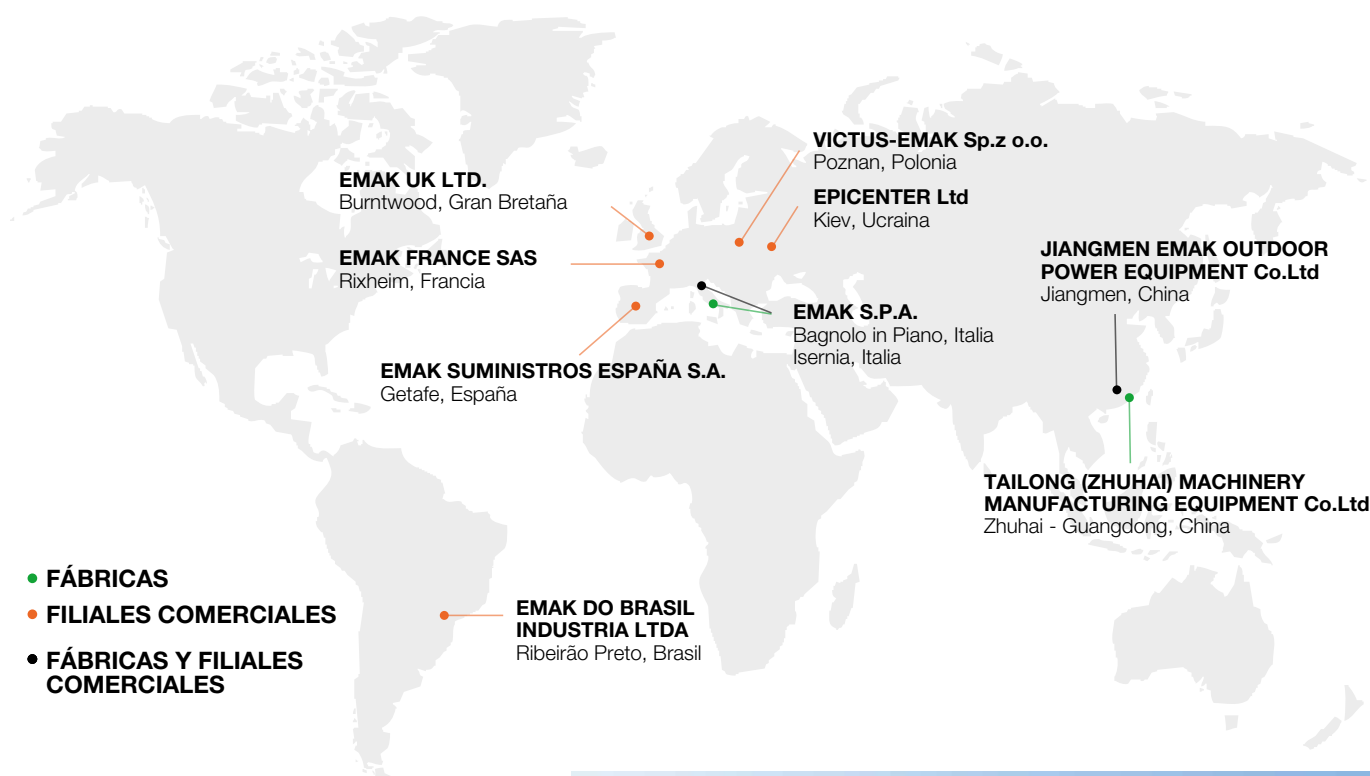 VICTUS-EMAK Sp.z o.o.
Poznan, Polonia
EMAK UK LTD.
Burntwood, Gran Bretaña
EPICENTER Ltd
Kiev, Ucraina
EMAK FRANCE SAS
Rixheim, Francia
JIANGMEN EMAK OUTDOOR
POWER EQUIPMENT Co.Ltd
Jiangmen, China
EMAK S.P.A.
Bagnolo in Piano, Italia
Isernia, Italia
EMAK SUMINISTROS ESPAÑA S.A.
Getafe, España
TAILONG (ZHUHAI) MACHINERY
MANUFACTURING EQUIPMENT Co.Ltd
Zhuhai - Guangdong, China
FÁBRICAS
FILIALES COMERCIALES
FÁBRICAS Y FILIALES
COMERCIALES
EMAK DO BRASIL
INDUSTRIA LTDA
Ribeirão Preto, Brasil